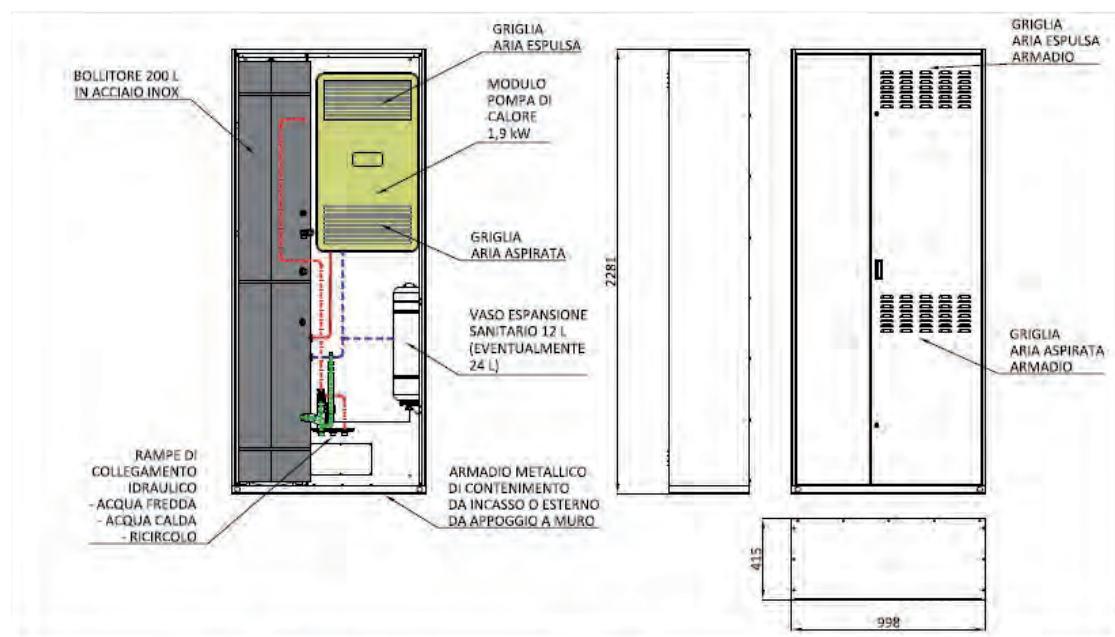 GRIGLIA
ARIA ESPULSA
BOLLITORE 200 L
IN ACCIAIO INOX
MODULO
POMPA DI
CALORE
1,9 kW
GRIGLIA
ARIA ASPIRATA
VASO ESPANSIONE
SANITARIO 12 L
(EVENTUALMENTE
24 L)
RAMPE DI
COLLEGAMENTO
IDRAULICO
- ACQUA FREDDA
- ACQUA CALDA
- RICIRCOLO
ARMADIO METALLICO
DI CONTENIMENTO
DA INCASSO O ESTERNO
DA APPOGGIO A MURO
2281
GRIGLIA
ARIA ESPULSA
ARMADIO
GRIGLIA
ARIA ASPIRATA
ARMADIO
415
998